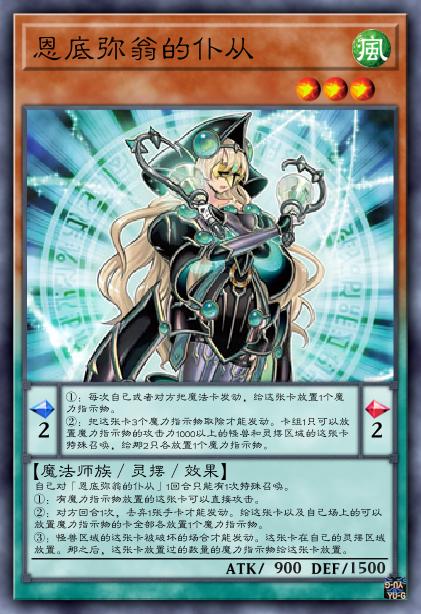 恩底弥翁的仆从
風
①：每次自己或者对方把魔法卡发动，给这张卡放置1个魔
力指示物。
②：把这张卡3个魔力指示物取除才能发动。卡组1只可以放
置魔力指示物的攻击力1000以上的怪兽和灵摆区域的这张卡
特殊召唤，给那2只各放置1个魔力指示物。
2
2
【魔法师族／灵摆／效果】
自己对「恩底弥翁的仆从」1回合只能有1次特殊召唤。
①：有魔力指示物放置的这张卡可以直接攻击。
②：对方回合1次，丢弃1张手卡才能发动。给这张卡以及自己场上的可以
放置魔力指示物的卡全部各放置1个魔力指示物。
③：怪兽区域的这张卡被破坏的场合才能发动。这张卡在自己的灵摆区域
放置。那之后，这张卡放置过的数量的魔力指示物给这张卡放置。
ATK/ 900 DEF/1500